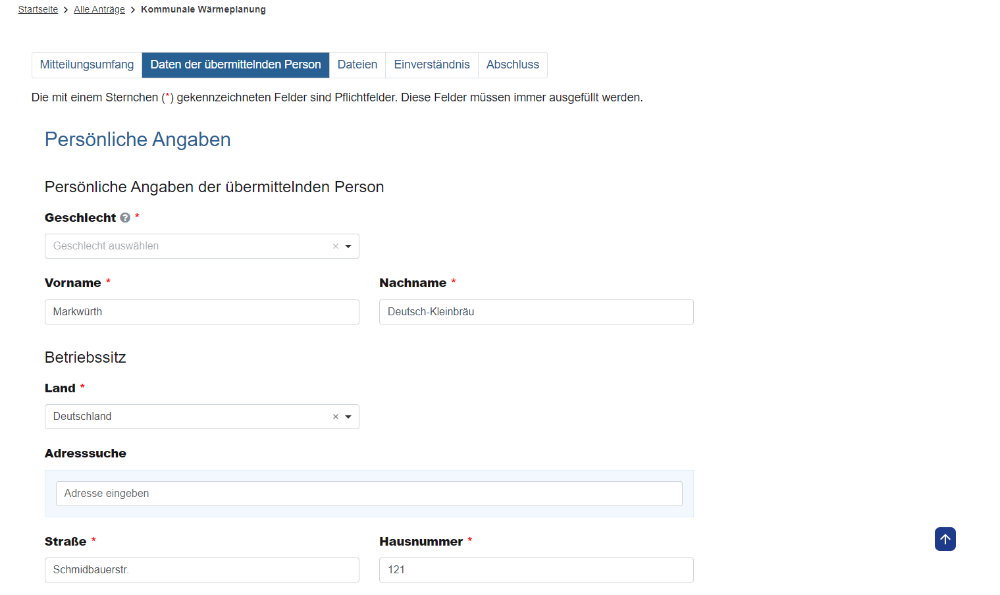 Startseite > Alle Anträge > Kommunale Wärmeplanung
Mitteilungsumfang Daten der übermittelnden Person Dateien Einverständnis Abschluss
Die mit einem Sternchen (*) gekennzeichneten Felder sind Pflichtfelder. Diese Felder müssen immer ausgefüllt werden.
Persönliche Angaben
Persönliche Angaben der übermittelnden Person
Geschlecht ? *
Geschlecht auswählen ×
Vorname * Nachname *
Markwürth Deutsch-Kleinbräu
Betriebssitz
Land *
Deutschland ×
Adresssuche
Adresse eingeben
Straße * Hausnummer *
Schmidbauerstr. 121